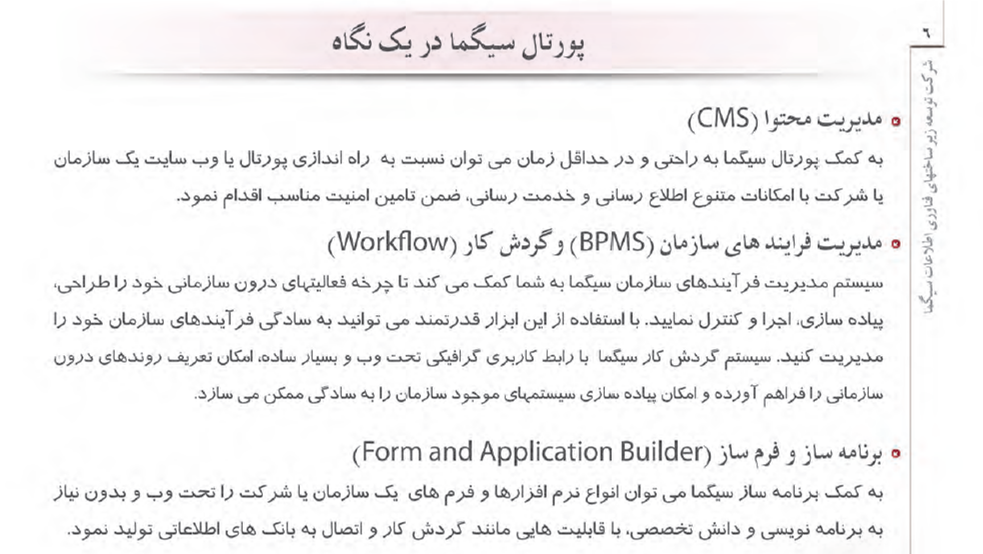 ۶
شرکت توسعه زیر ساختهای فناوری اطلاعات سیگما
پورتال سیگما در یک نگاه
مدیریت محتوا (CMS)
به کمک پورتال سیگما به راحتی و در حداقل زمان می توان نسبت به راه اندازی پورتال یا وب سایت یک سازمان
یا شرکت با امکانات متنوع اطلاع رسانی و خدمت رسانی، ضمن تامین امنیت مناسب اقدام نمود.
مدیریت فرایند های سازمان (BPMS) و گردش کار (Workflow)
سیستم مدیریت فرآیندهای سازمان سیگما به شما کمک می کند تا چرخه فعالیتهای درون سازمانی خود را طراحی،
پیاده سازی، اجرا و کنترل نمایید. با استفاده از این ابزار قدرتمند می توانید به سادگی فرآیندهای سازمان خود را
مدیریت کنید. سیستم گردش کار سیگما با رابط کاربری گرافیکی تحت وب و بسیار ساده، امکان تعریف روندهای درون
سازمانی را فراهم آورده و امکان پیاده سازی سیستمهای موجود سازمان را به سادگی ممکن می سازد.
برنامه ساز و فرم ساز (Form and Application Builder)
به کمک برنامه ساز سیگما می توان انواع نرم افزارها و فرم های یک سازمان یا شرکت را تحت وب و بدون نیاز
به برنامه نویسی و دانش تخصصی، با قابلیت هایی مانند گردش کار و اتصال به بانک های اطلاعاتی تولید نمود.